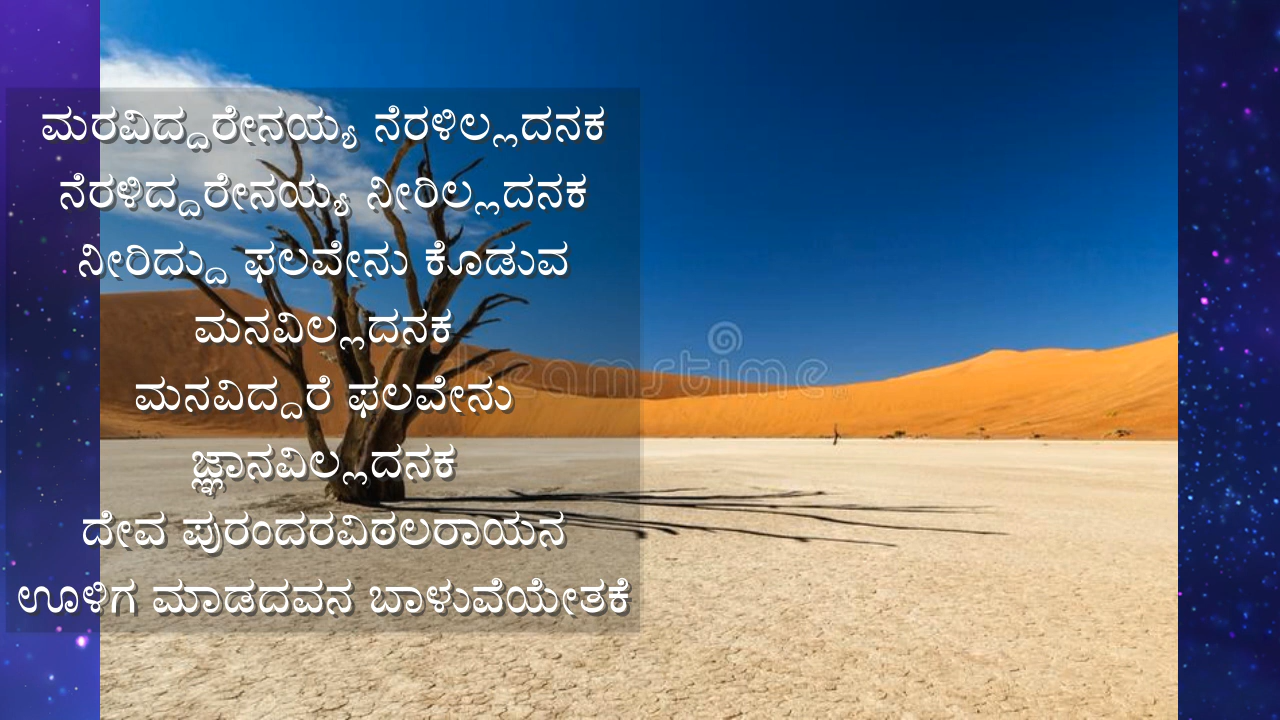 ಮರವಿದ್ದರೇನಯ್ಯ ನೆರಳಿಲ್ಲದನಕ
ನೆರಳಿದ್ದರೇನಯ್ಯ ನೀರಿಲ್ಲದನಕ
ನೀರಿದ್ದು ಫಲವೇನು ಕೊಡುವ
ಮನವಿಲ್ಲದನಕ
ಮನವಿದ್ದರೆ ಫಲವೇನು
ಜ್ಞಾನವಿಲ್ಲದನಕ
ದೇವ ಪುರಂದರವಿಠಲರಾಯನ
ಊಳಿಗ ಮಾಡದವನ ಬಾಳುವೆಯೇತಕೆ
dreamstime